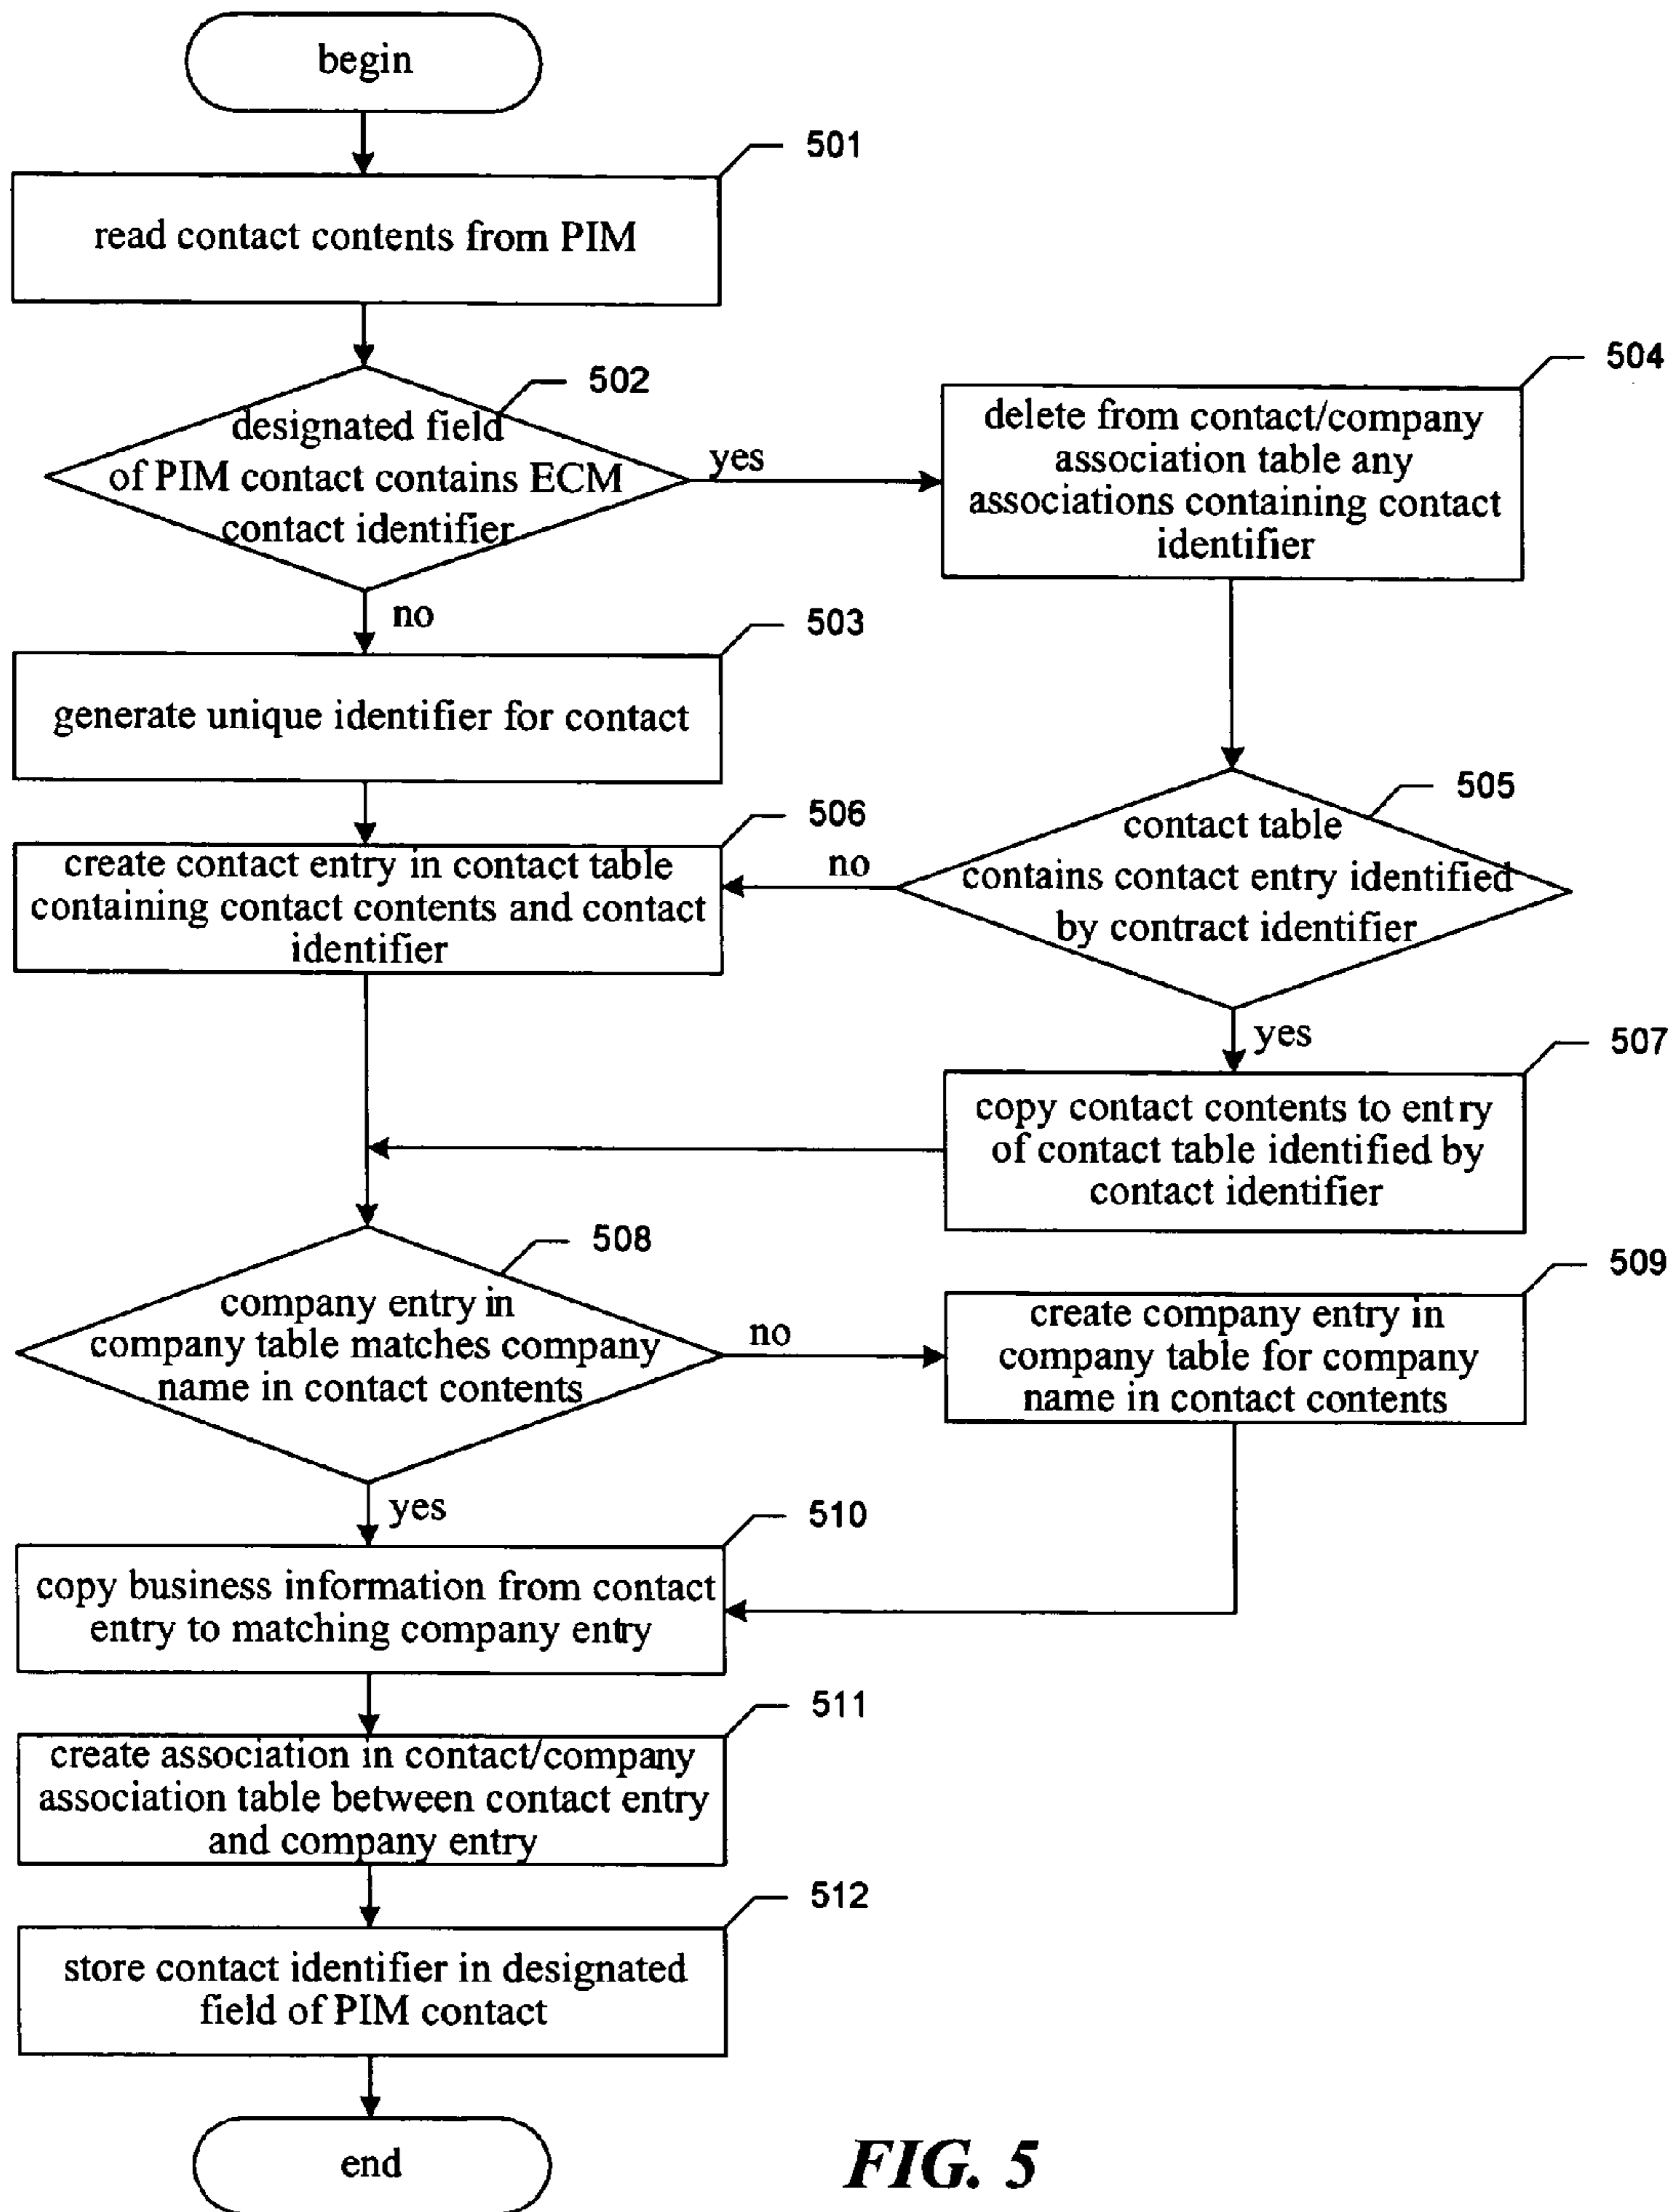 begin
501
read contact contents from PIM
502
designated field
of PIM contact contains ECM
contact identifier
yes
no
504
delete from contact/company
association table any
associations containing contact
identifier
503
generate unique identifier for contact
505
contact table
contains contact entry identified
by contract identifier
no
yes
506
create contact entry in contact table
containing contact contents and contact
identifier
507
copy contact contents to entry
of contact table identified by
contact identifier
508
company entry in
company table matches company
name in contact contents
no
yes
509
create company entry in
company table for company
name in contact contents
510
copy business information from contact
entry to matching company entry
511
create association in contact/company
association table between contact entry
and company entry
512
store contact identifier in designated
field of PIM contact
end
FIG. 5